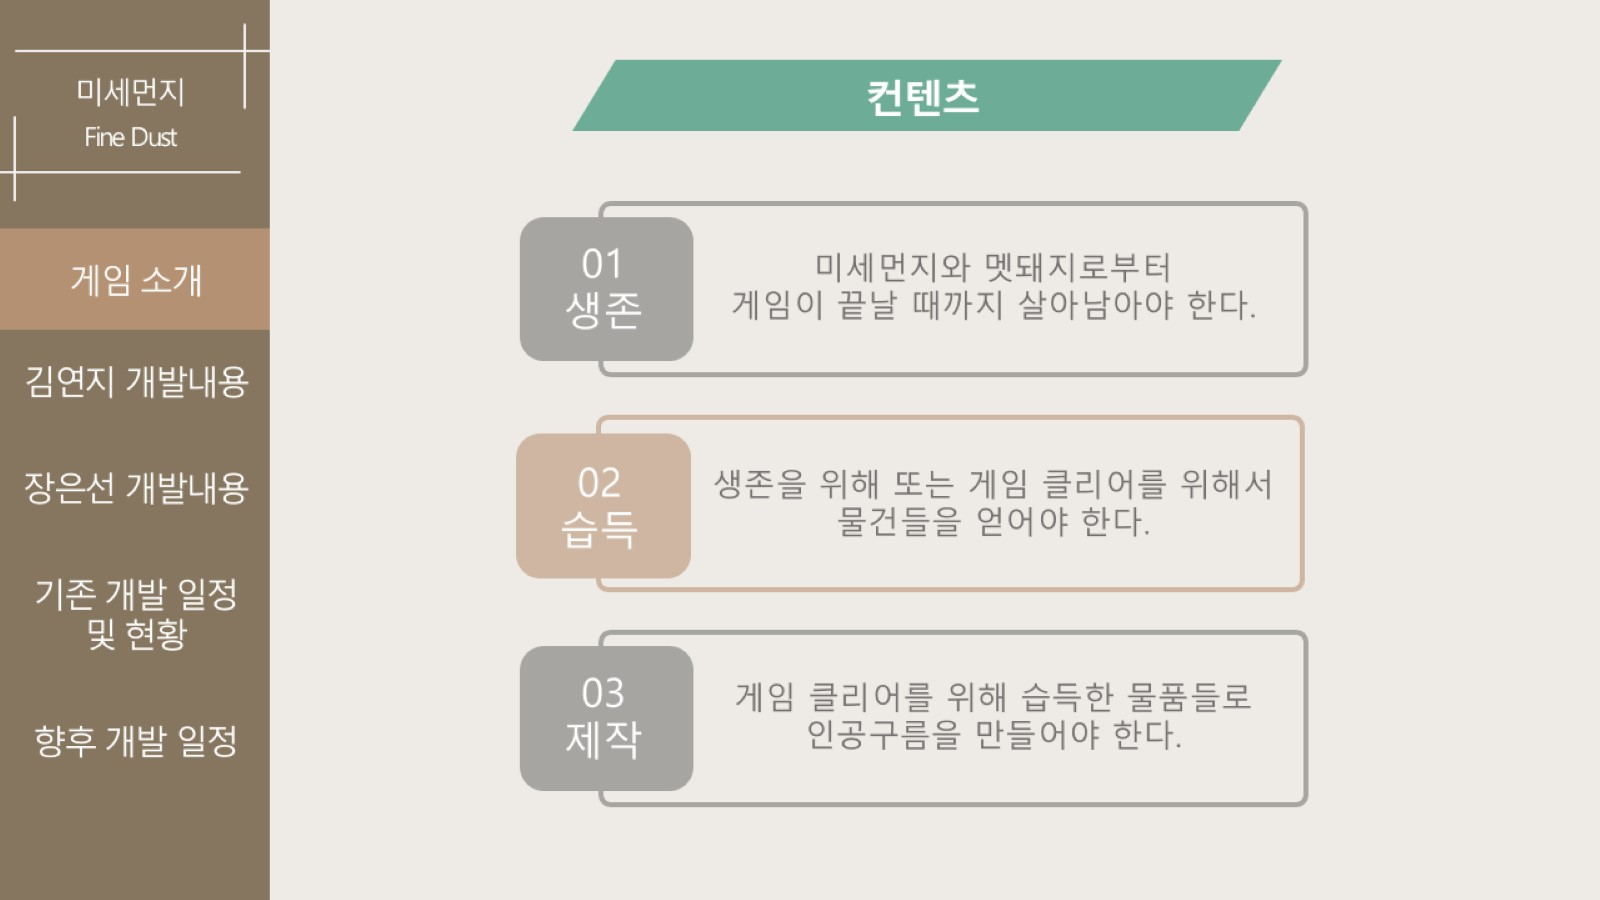 미세먼지
Fine Dust
게임 소개
김연지 개발내용
장은선 개발내용
기존 개발 일정
및 현황
향후 개발 일정
컨텐츠
01
생존
미세먼지와 멧돼지로부터
게임이 끝날 때까지 살아남아야 한다.
02
습득
생존을 위해 또는 게임 클리어를 위해서
물건들을 얻어야 한다.
03
제작
게임 클리어를 위해 습득한 물품들로
인공구름을 만들어야 한다.